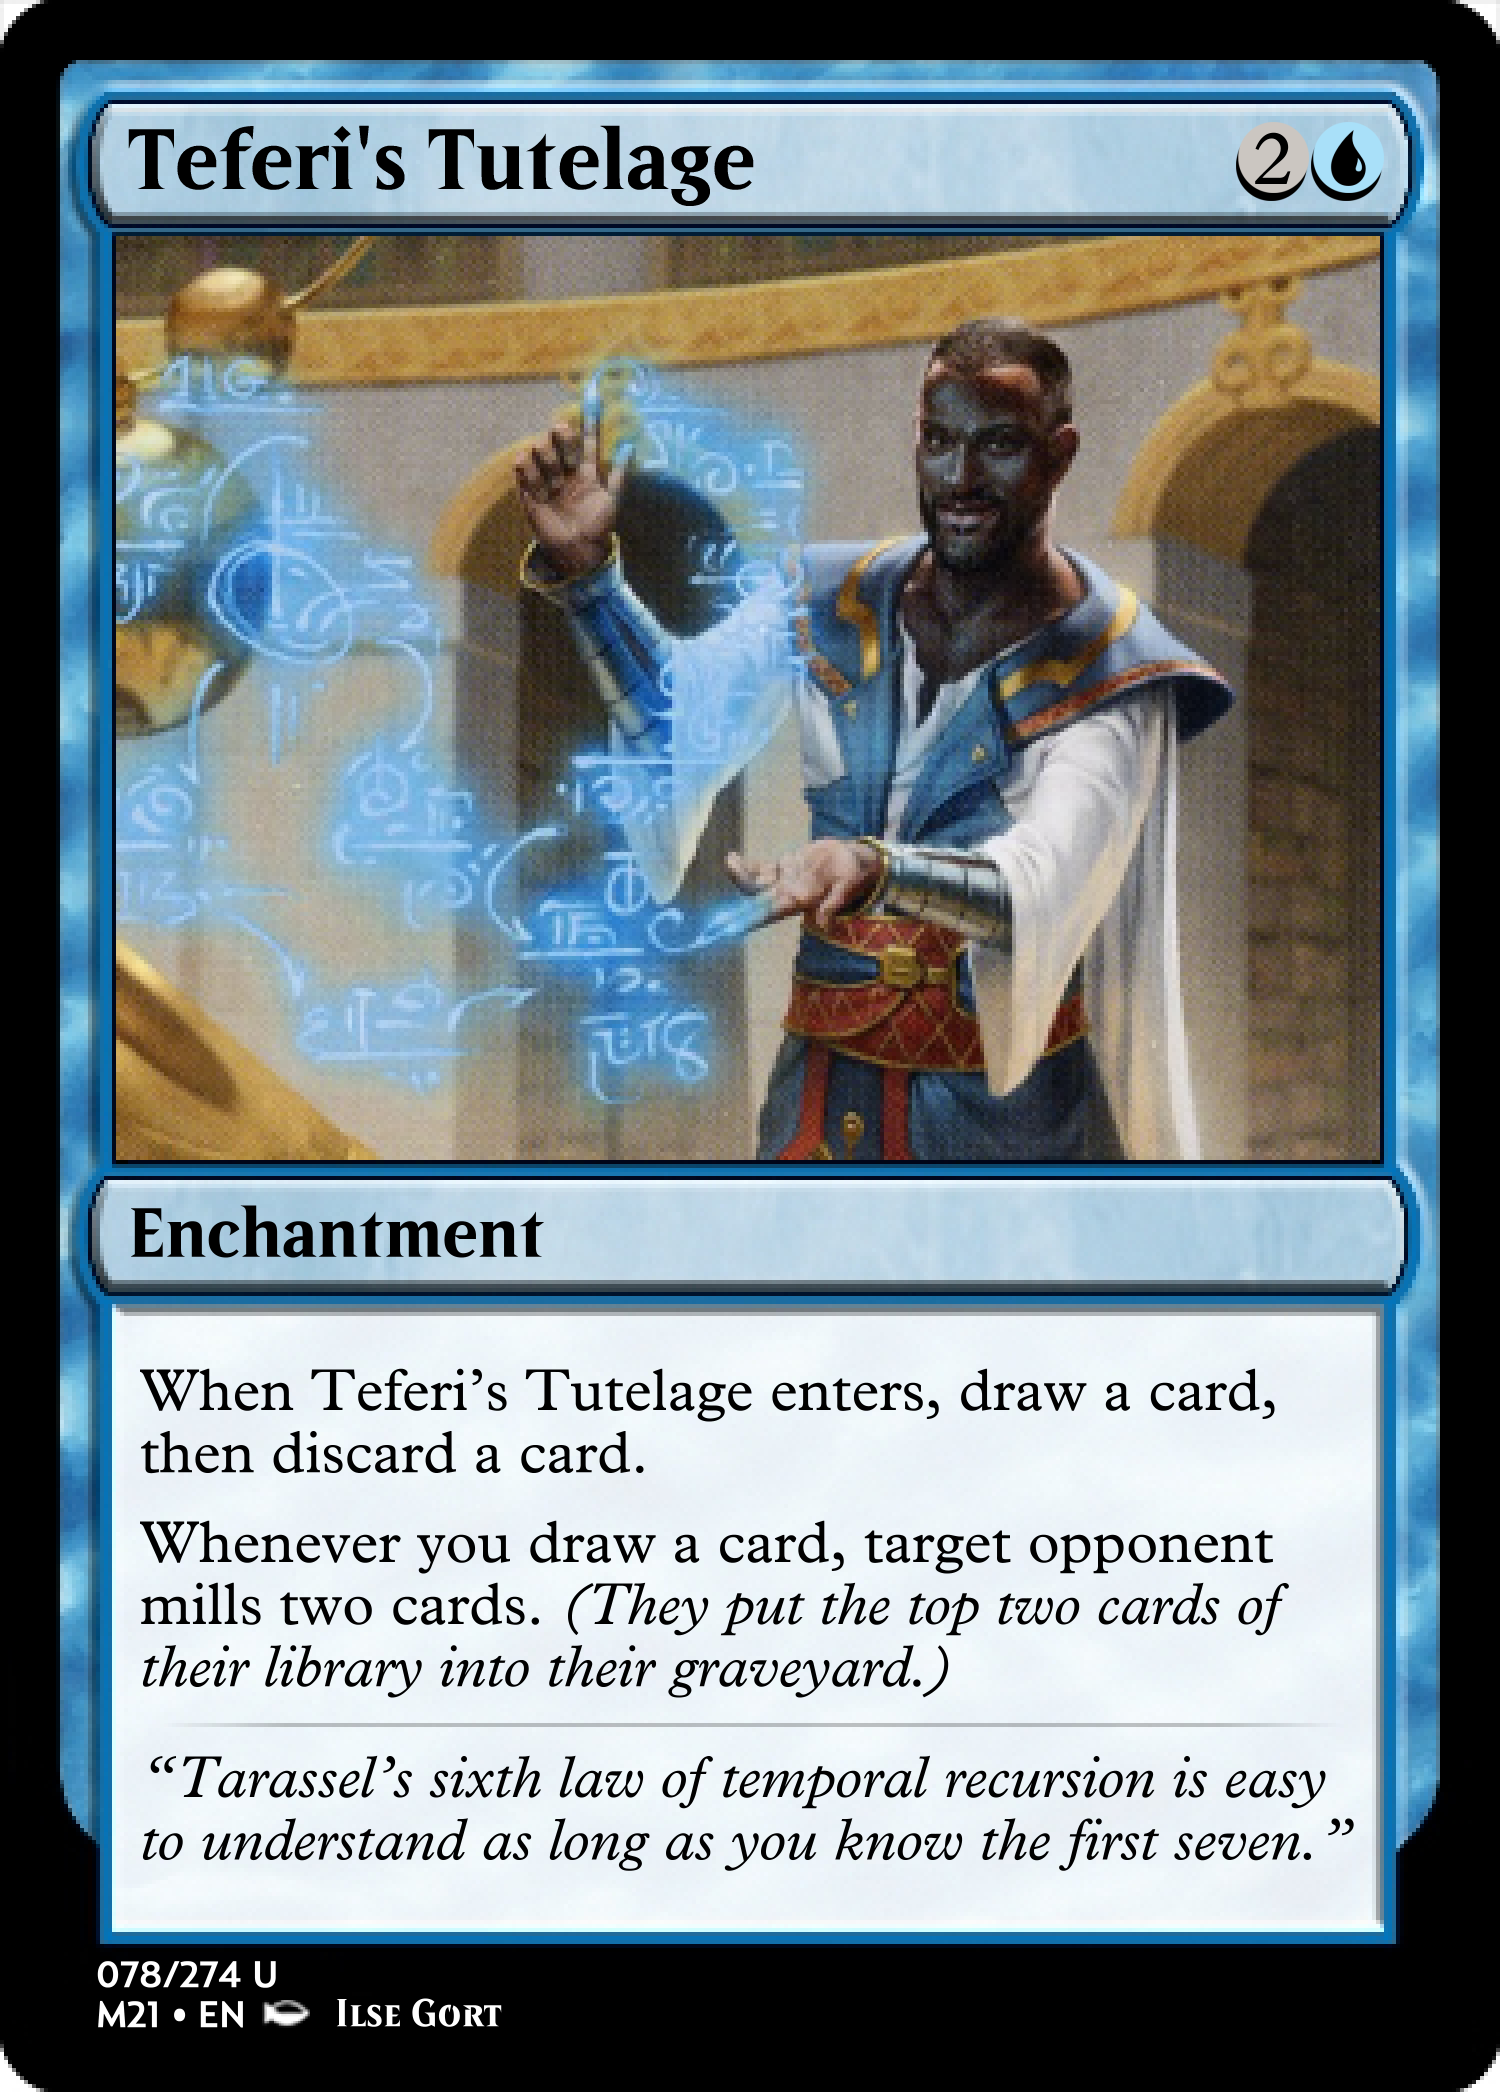 Teferi's Tutelage 2
Enchantment
When Teferi’s Tutelage enters, draw a card,
then discard a card.
Whenever you draw a card, target opponent
mills two cards. (They put the top two cards of
their library into their graveyard.)
“Tarassel’s sixth law of temporal recursion is easy
to understand as long as you know the first seven.”
078/274 U
M21 • EN ILSE GORT